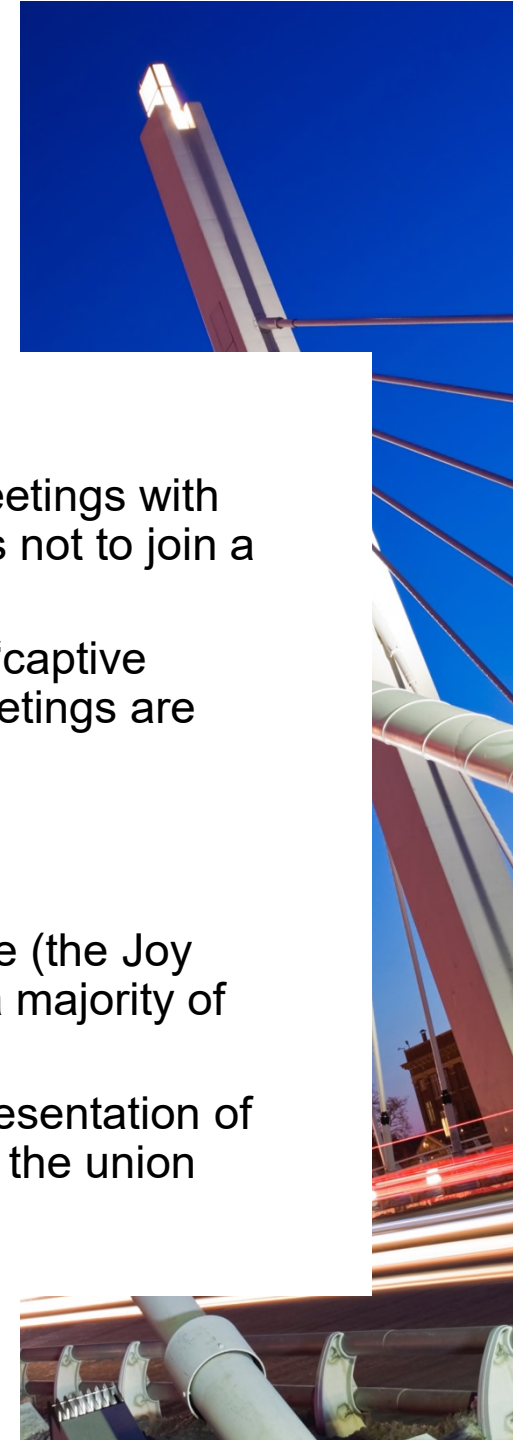 eetings with
s not to join a
captive
etings are
e (the Joy
majority of
esentation of
the union